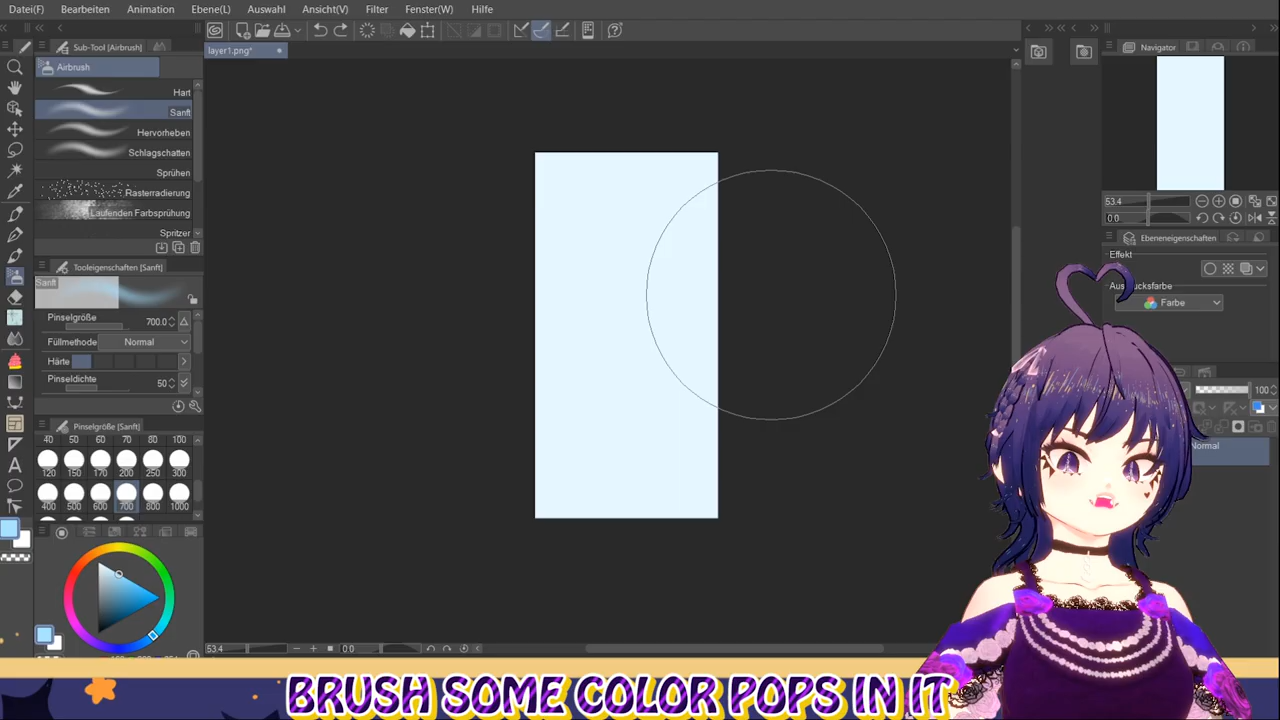 Datei(F) Bearbeiten Animation Ebene(L) Auswahl Ansicht(V) Filter Fenster(W) Hilfe
Sub-Tool [Airbrush]
Airbrush
Hart
Sanft
Hervorheben
Schlagschatten
Sprühen
Rasterradierung
Laufenden Farbsprühung
Spritzer
Tooleigenschaften [Sanft]
Sanft
Pinselgröße 700.0
Füllmethode Normal
Härte
Pinseldichte 50
Pinselgröße [Sanft]
40 50 60 70 80 100
120 150 170 200 250 300
400 500 600 700 800 1000
layer1.png*
53.4 0.0
Navigator
53.4
0.0
Ebeneneigenschaften
Effekt
Farbe
100
Normal
BRUSH SOME COLOR POPS IN IT